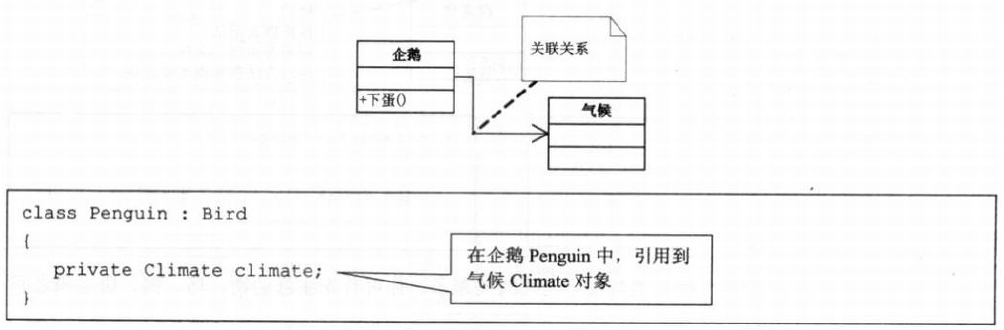 企鹅
+下蛋()
关联关系
气候
class Penguin : Bird
{
private Climate climate;
}
在企鹅 Penguin 中，引用到
气候 Climate 对象